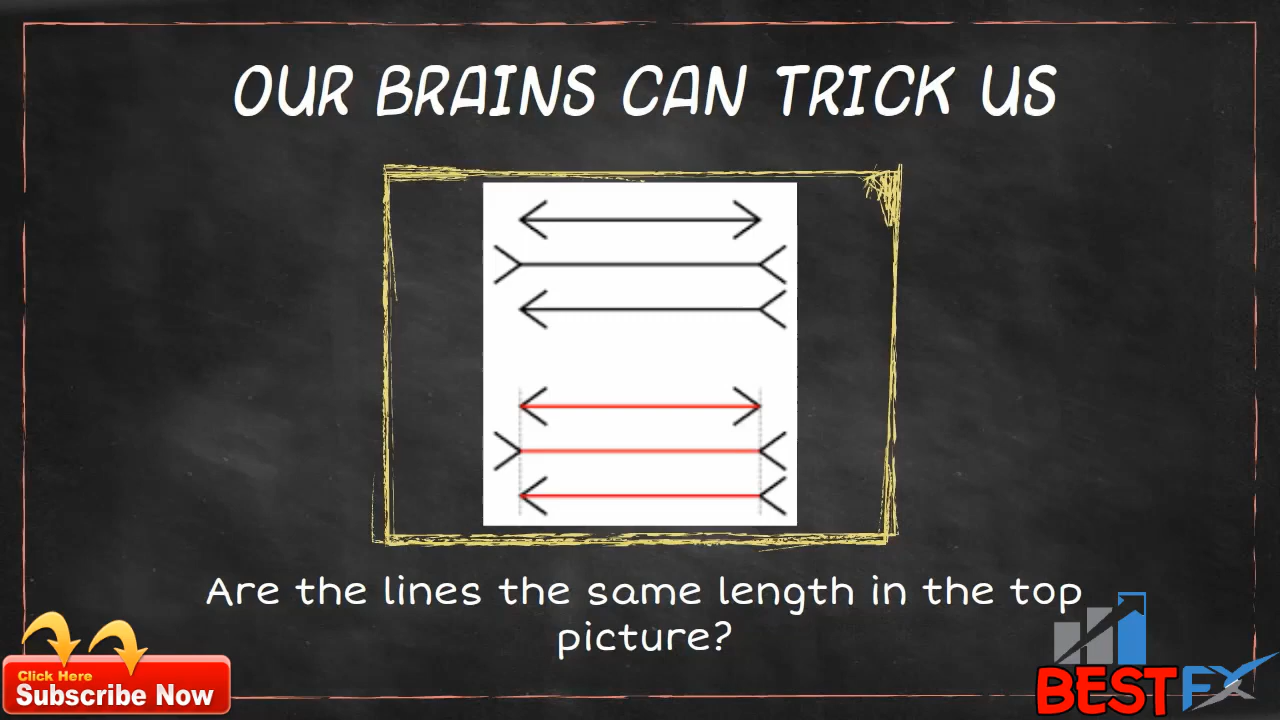 OUR BRAINS CAN TRICK US
Are the lines the same length in the top
picture?
Click Here
Subscribe Now
BESTFX